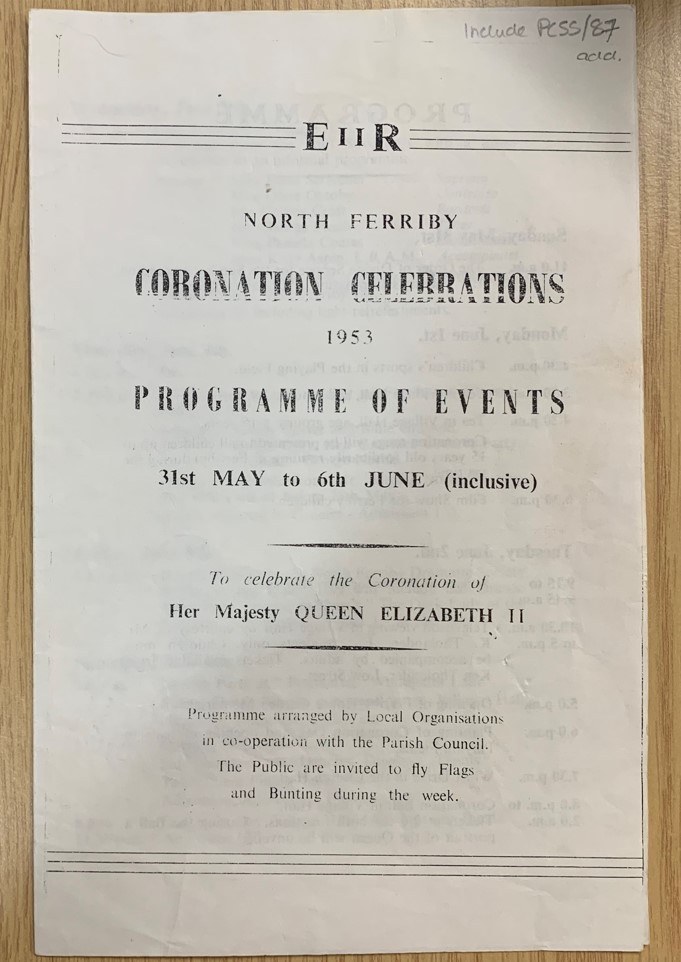 Include PCSS/87
add.
E II R
NORTH FERRIBY
CORONATION CELEBRATIONS
1953
PROGRAMME OF EVENTS
31st MAY to 6th JUNE (inclusive)
To celebrate the Coronation of
Her Majesty QUEEN ELIZABETH II
Programme arranged by Local Organisations
in co-operation with the Parish Council.
The Public are invited to fly Flags
and Bunting during the week.